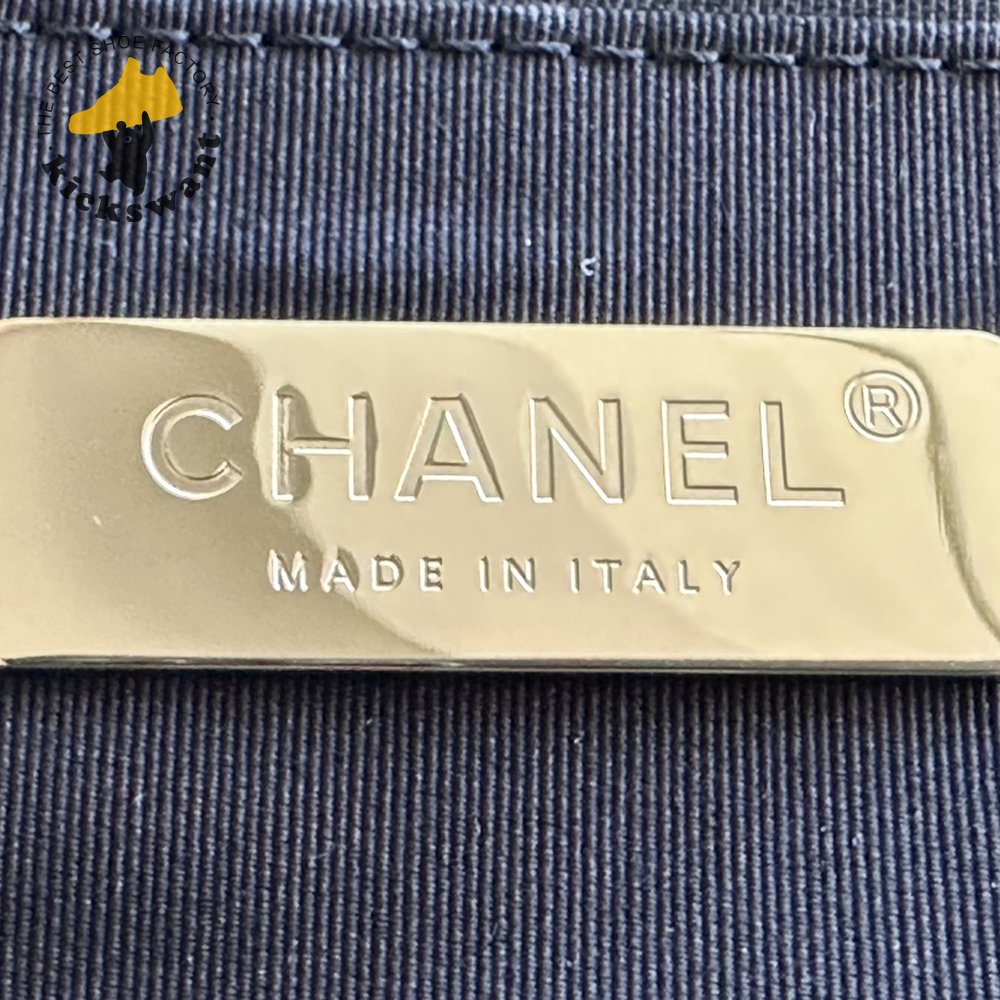 THE BEST SHOE FACTORY
kickswant
CHANEL®
MADE IN ITALY